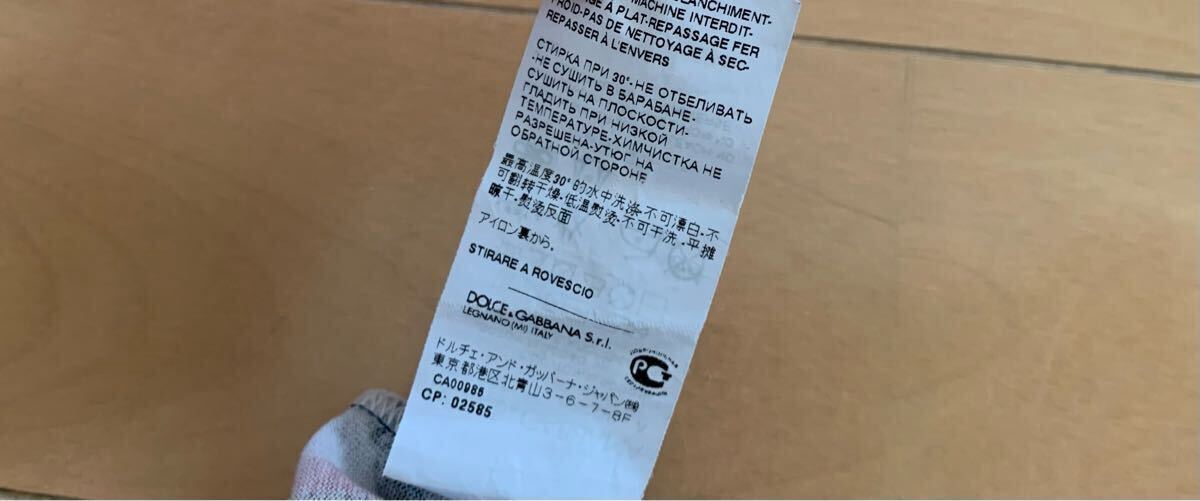 BLANCHIMENT-
MACHINE INTERDIT-
À PLAT-REPASSAGE FER
FROID-PAS DE NETTOYAGE À SEC-
REPASSER À L'ENVERS
СТИРКА ПРИ 30°-НЕ ОТБЕЛИВАТЬ
-НЕ СУШИТЬ В БАРАБАНЕ-
СУШИТЬ НА ПЛОСКОСТИ-
ГЛАДИТЬ ПРИ НИЗКОЙ
ТЕМПЕРАТУРЕ-ХИМЧИСТКА НЕ
РАЗРЕШЕНА-УТЮГ НА
ОБРАТНОЙ СТОРОНЕ
最高温度30°的水中洗涤-不可漂白-不
可翻转干燥-低温熨烫-不可干洗-平摊
晾干-熨烫反面
アイロン裏から。
STIRARE A ROVESCIO
DOLCE&GABBANA S.r.l.
LEGNANO (MI) ITALY
ドルチェ・アンド・ガッバーナ・ジャパン㈱
東京都港区北青山3-6-7-8F
CA00985
CP: 02585
PG